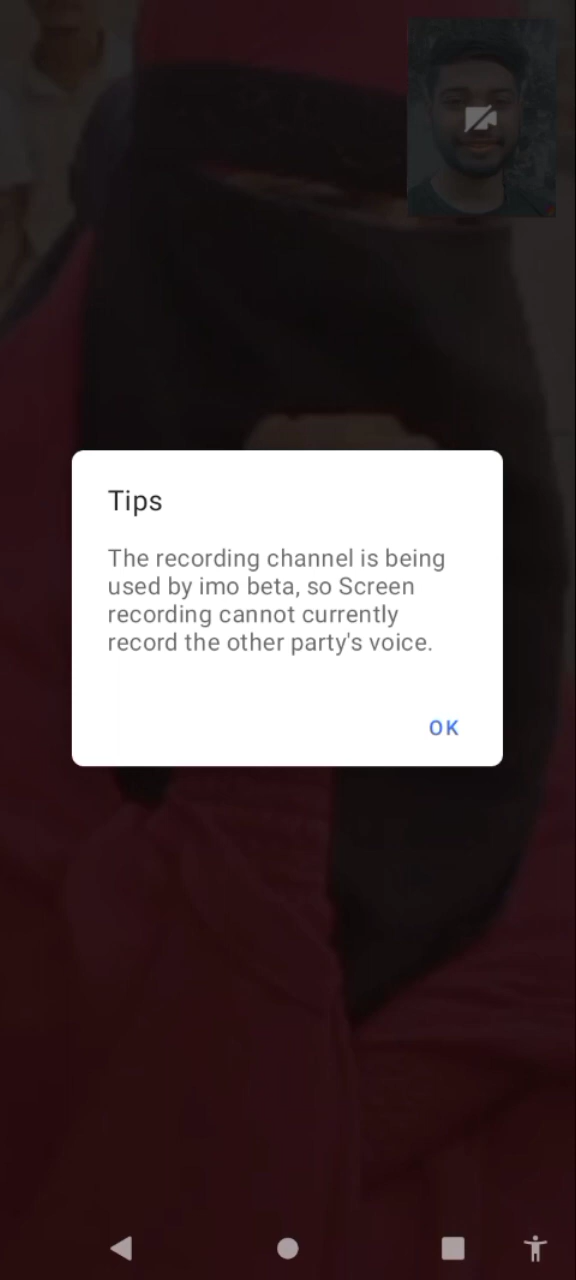 Tips
The recording channel is being
used by imo beta, so Screen
recording cannot currently
record the other party's voice.
OK